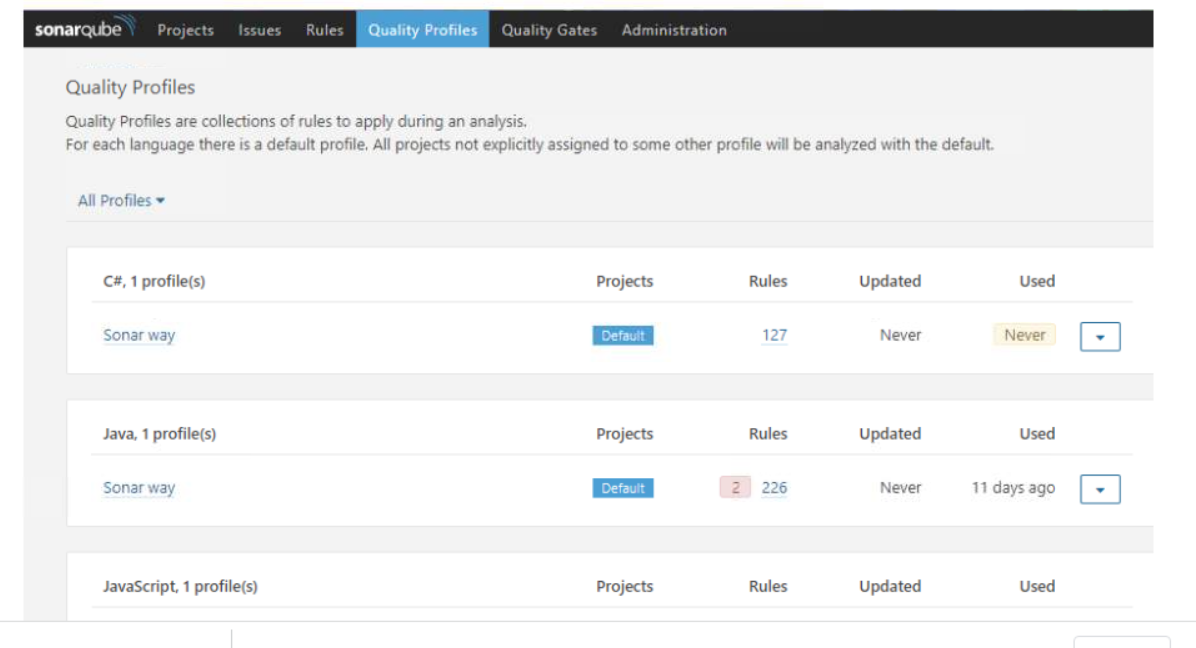 sonarqube Projects Issues Rules Quality Profiles Quality Gates Administration
Quality Profiles
Quality Profiles are collections of rules to apply during an analysis.
For each language there is a default profile. All projects not explicitly assigned to some other profile will be analyzed with the default.
All Profiles
C#, 1 profile(s) Projects Rules Updated Used
Sonar way Default 127 Never Never
Java, 1 profile(s) Projects Rules Updated Used
Sonar way Default 2 226 Never 11 days ago
JavaScript, 1 profile(s) Projects Rules Updated Used